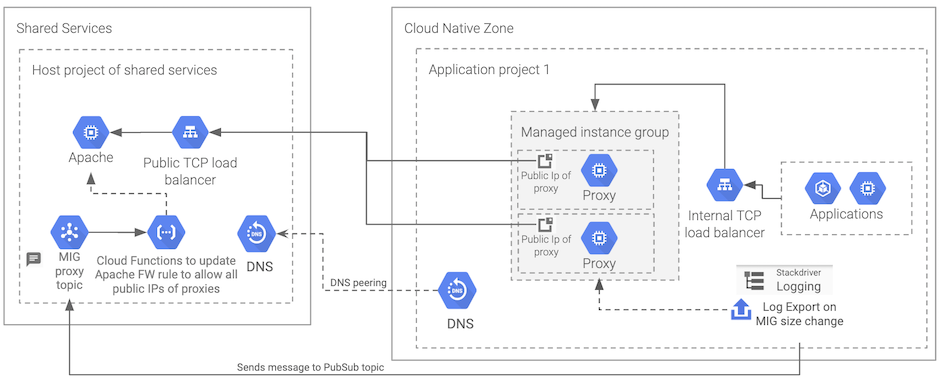 Shared Services
Host project of shared services
Apache
Public TCP load
balancer
MIG
proxy
topic
Cloud Functions to update
Apache FW rule to allow all
public IPs of proxies
DNS
DNS
DNS peering
Cloud Native Zone
Application project 1
Managed instance group
Public Ip of
proxy
Proxy
Public Ip of
proxy
Proxy
Internal TCP
load balancer
Applications
DNS
DNS
Stackdriver
Logging
Log Export on
MIG size change
Sends message to PubSub topic